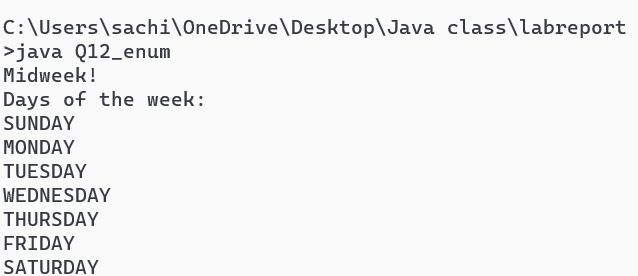 C:\Users\sachi\OneDrive\Desktop\Java class\labreport
>java Q12_enum
Midweek!
Days of the week:
SUNDAY
MONDAY
TUESDAY
WEDNESDAY
THURSDAY
FRIDAY
SATURDAY